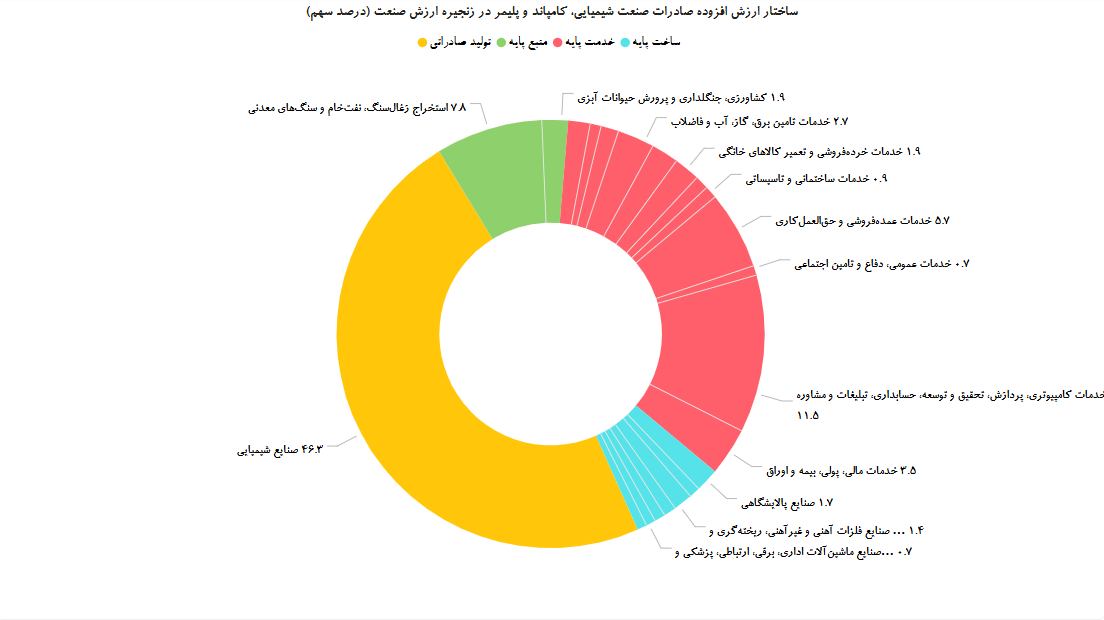 ساختار ارزش افزوده صادرات صنعت شیمیایی، کامپاند و پلیمر در زنجیره ارزش صنعت (درصد سهم)
ساخت پایه خدمت پایه منبع پایه تولید صادراتی
۱.۹ کشاورزی، جنگلداری و پرورش حیوانات آبزی
۷.۸ استخراج زغال‌سنگ، نفت‌خام و سنگ‌های معدنی
۲.۷ خدمات تامین برق، گاز، آب و فاضلاب
۱.۹ خدمات خرده‌فروشی و تعمیر کالاهای خانگی
۰.۹ خدمات ساختمانی و تاسیساتی
۵.۷ خدمات عمده‌فروشی و حق‌العمل‌کاری
۰.۷ خدمات عمومی، دفاع و تامین اجتماعی
خدمات کامپیوتری، پردازش، تحقیق و توسعه، حسابداری، تبلیغات و مشاوره
۱۱.۵
۴۶.۳ صنایع شیمیایی
۳.۵ خدمات مالی، پولی، بیمه و اوراق
۱.۷ صنایع پالایشگاهی
۱.۴ ... صنایع فلزات آهنی و غیرآهنی، ریخته‌گری و
۰.۷ ...صنایع ماشین‌آلات اداری، برقی، ارتباطی، پزشکی و